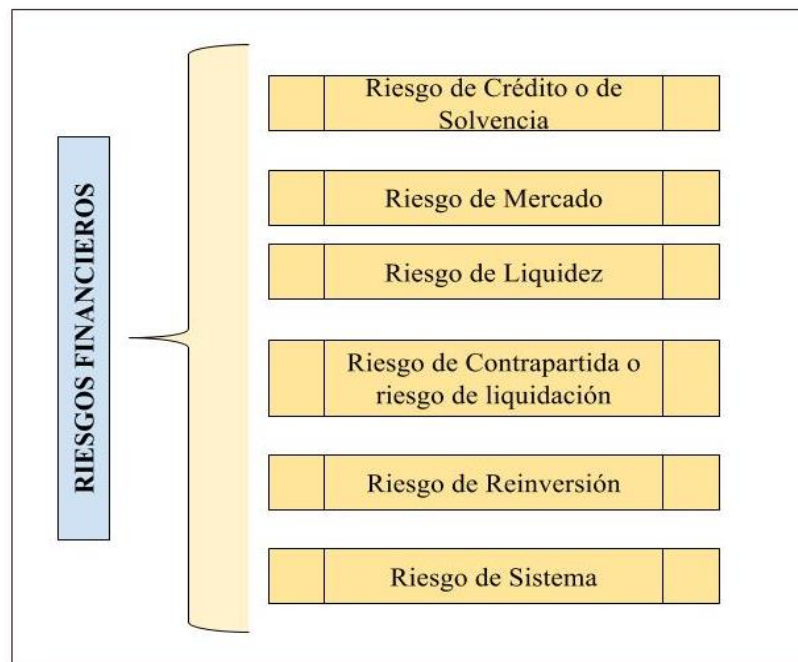 RIESGOS FINANCIEROS
Riesgo de Crédito o de
Solvencia
Riesgo de Mercado
Riesgo de Liquidez
Riesgo de Contrapartida o
riesgo de liquidación
Riesgo de Reinversión
Riesgo de Sistema